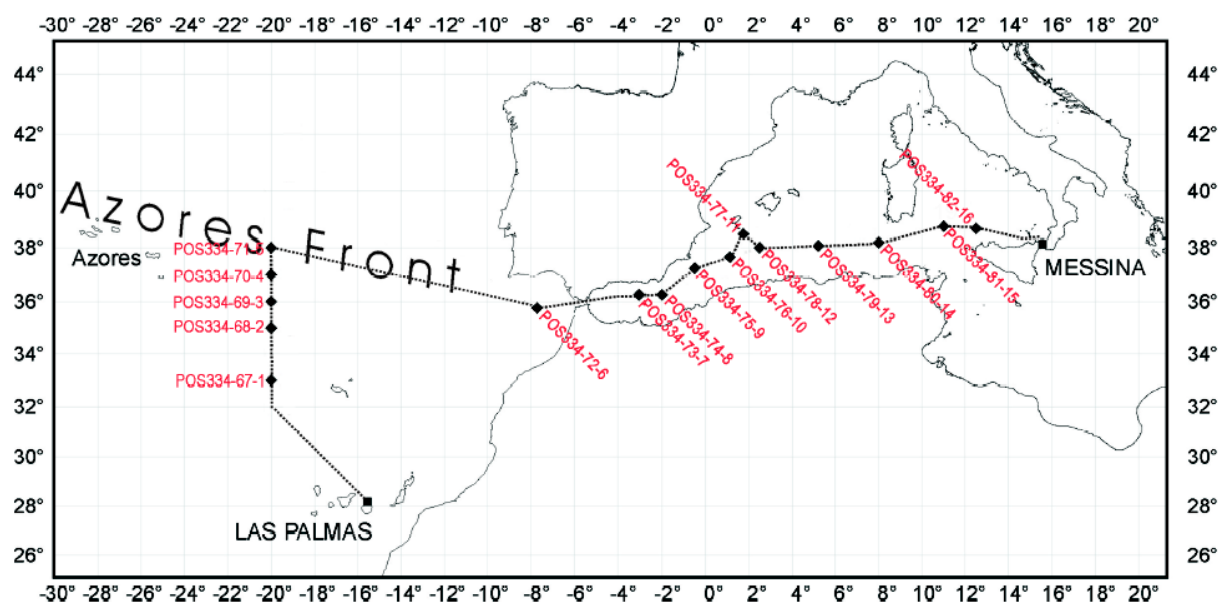 -30° -28° -26° -24° -22° -20° -18° -16° -14° -12° -10° -8° -6° -4° -2° 0° 2° 4° 6° 8° 10° 12° 14° 16° 18° 20°
44° 44°
42° 42°
40° 40°
38° 38°
36° 36°
34° 34°
32° 32°
30° 30°
28° 28°
26° 26°
Azores Front
Azores
POS334-71-5
POS334-70-4
POS334-69-3
POS334-68-2
POS334-67-1
LAS PALMAS
POS334-72-6
POS334-73-7
POS334-74-8
POS334-75-9
POS334-76-10
POS334-77-11
POS334-78-12
POS334-79-13
POS334-80-14
POS334-81-15
POS334-82-16
MESSINA
-30° -28° -26° -24° -22° -20° -18° -16° -14° -12° -10° -8° -6° -4° -2° 0° 2° 4° 6° 8° 10° 12° 14° 16° 18° 20°